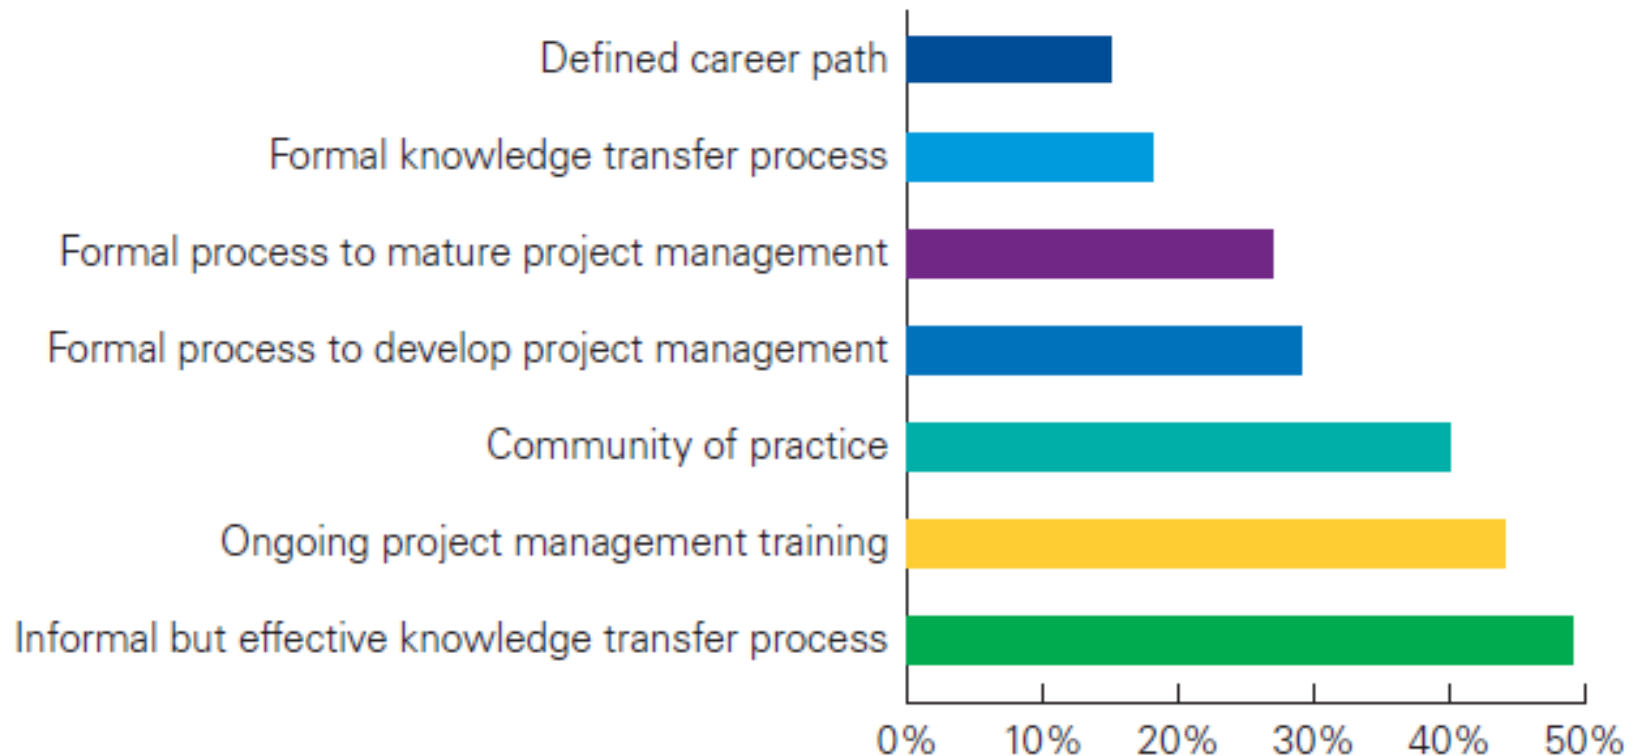 Defined career path
Formal knowledge transfer process
Formal process to mature project management
Formal process to develop project management
Community of practice
Ongoing project management training
Informal but effective knowledge transfer process
0% 10% 20% 30% 40% 50%